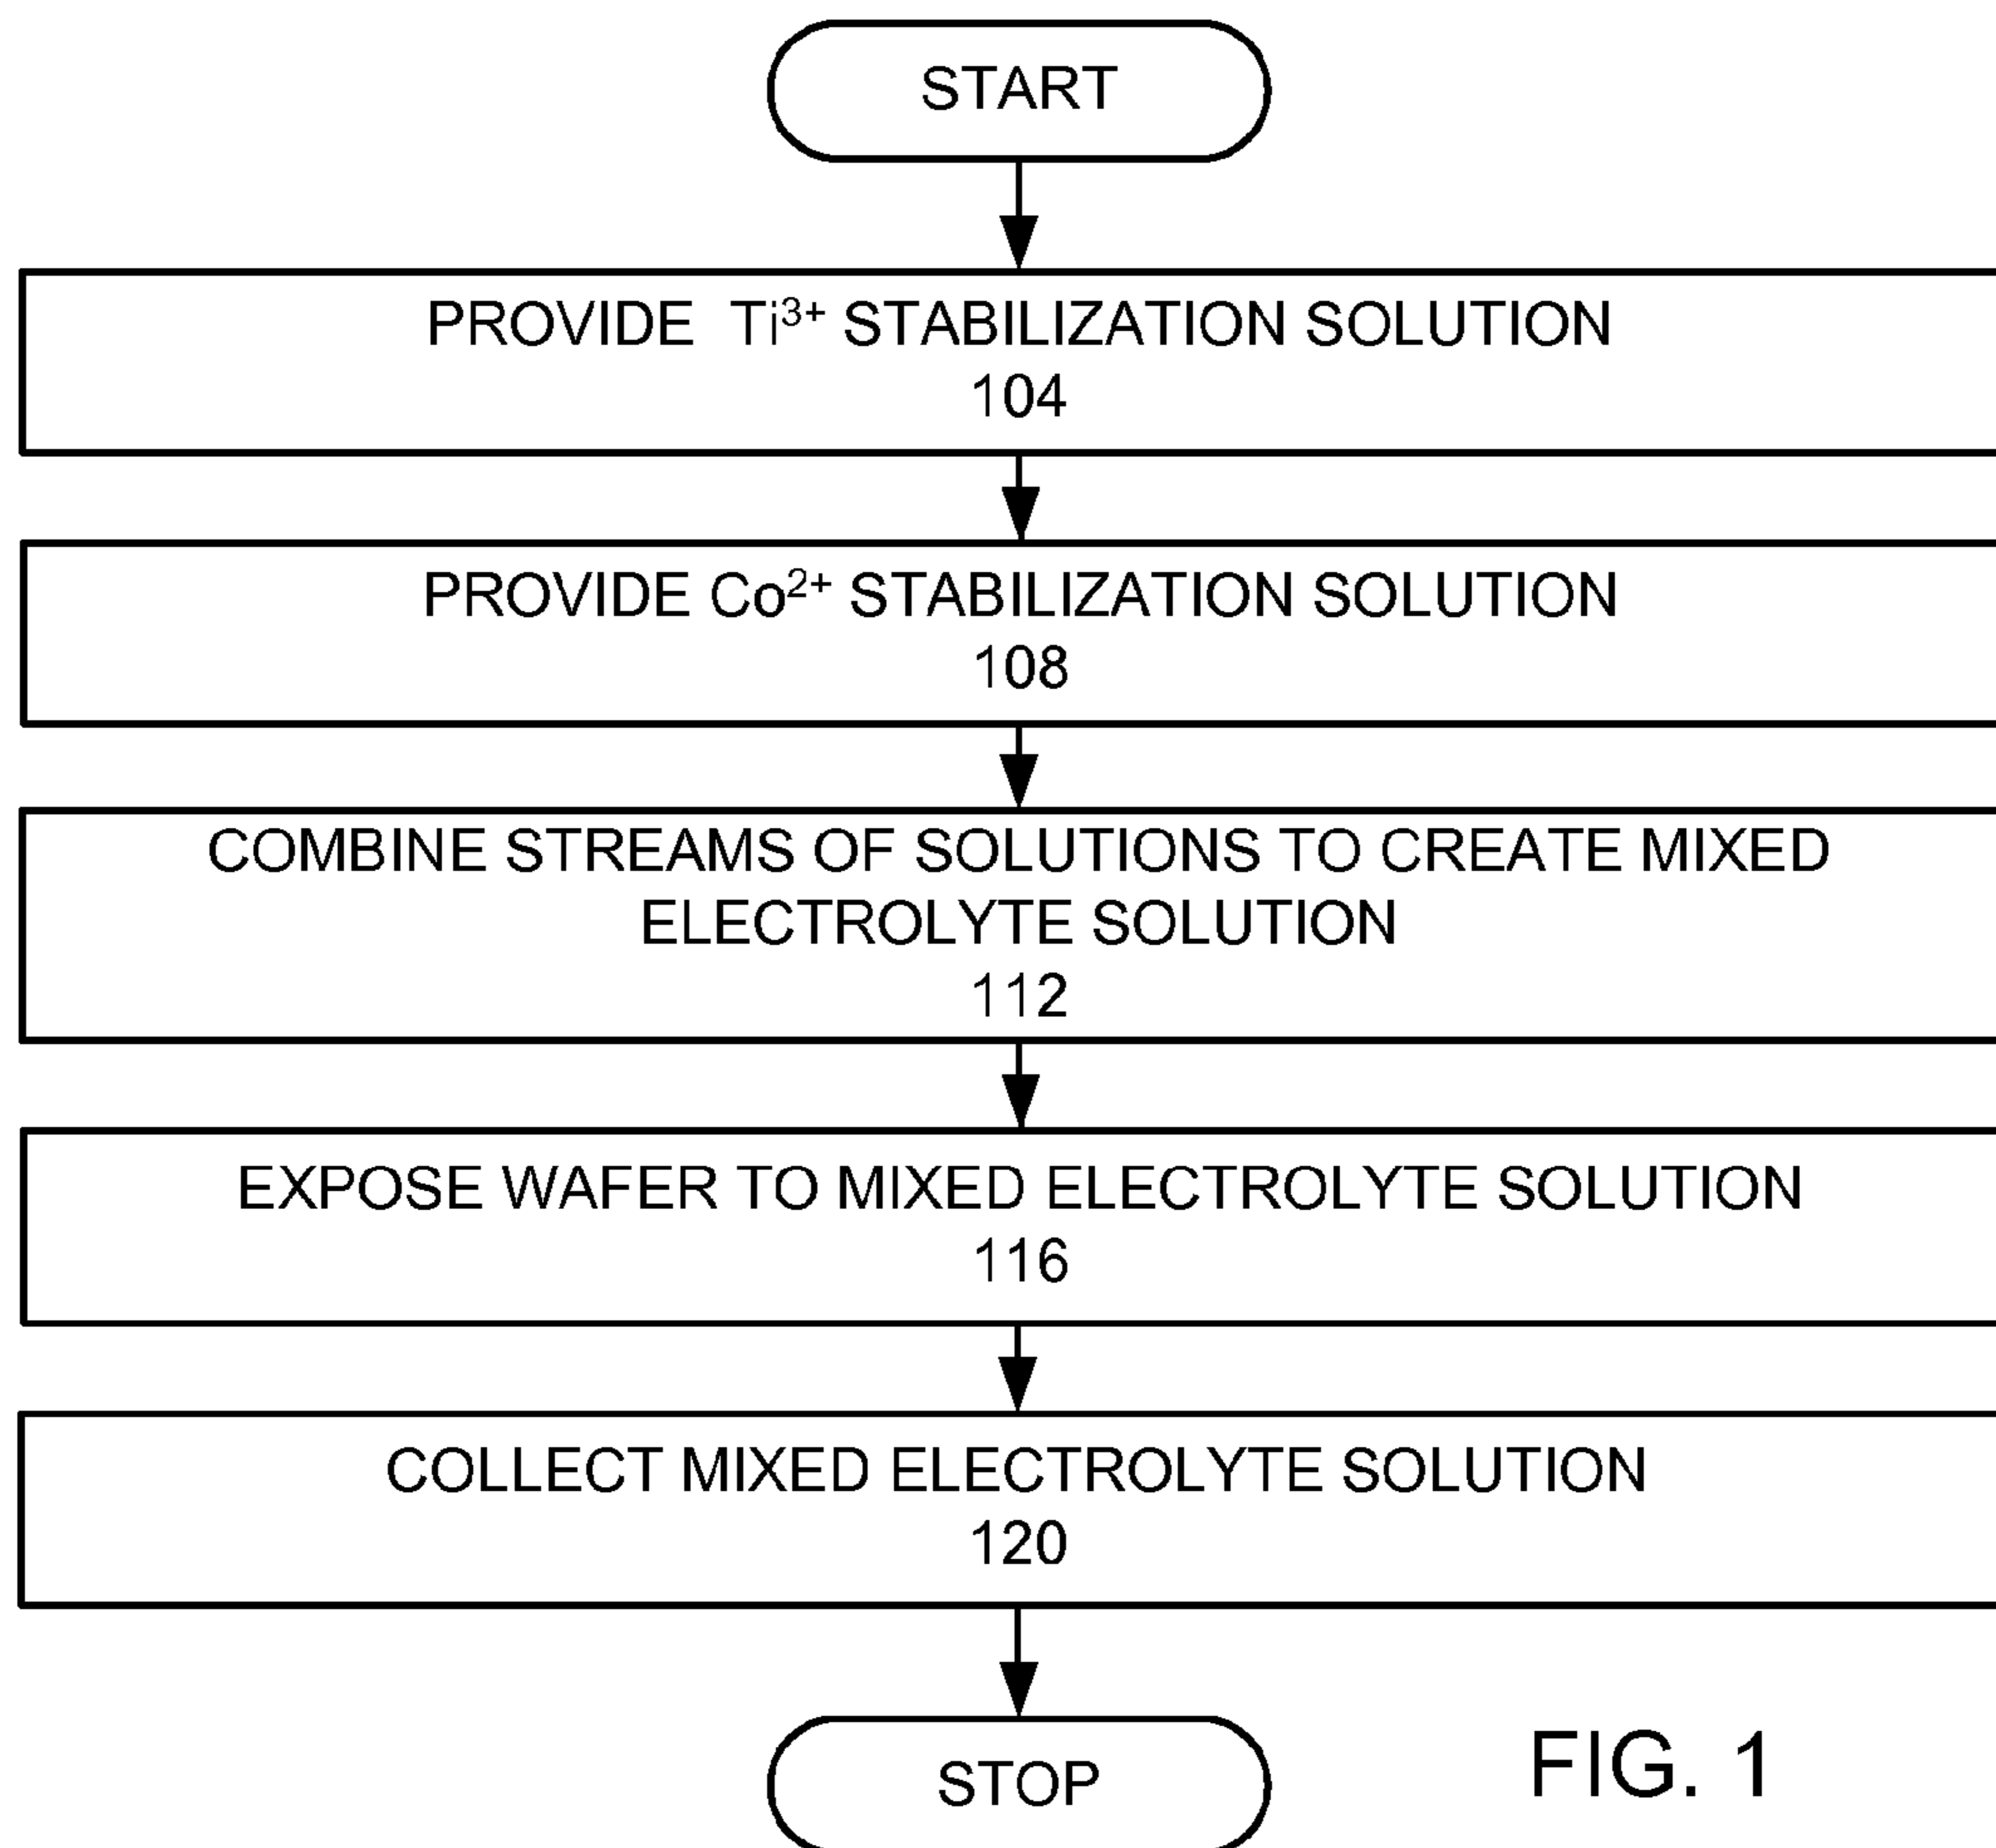 START
PROVIDE Ti³⁺ STABILIZATION SOLUTION
104
PROVIDE Co²⁺ STABILIZATION SOLUTION
108
COMBINE STREAMS OF SOLUTIONS TO CREATE MIXED
ELECTROLYTE SOLUTION
112
EXPOSE WAFER TO MIXED ELECTROLYTE SOLUTION
116
COLLECT MIXED ELECTROLYTE SOLUTION
120
STOP
FIG. 1